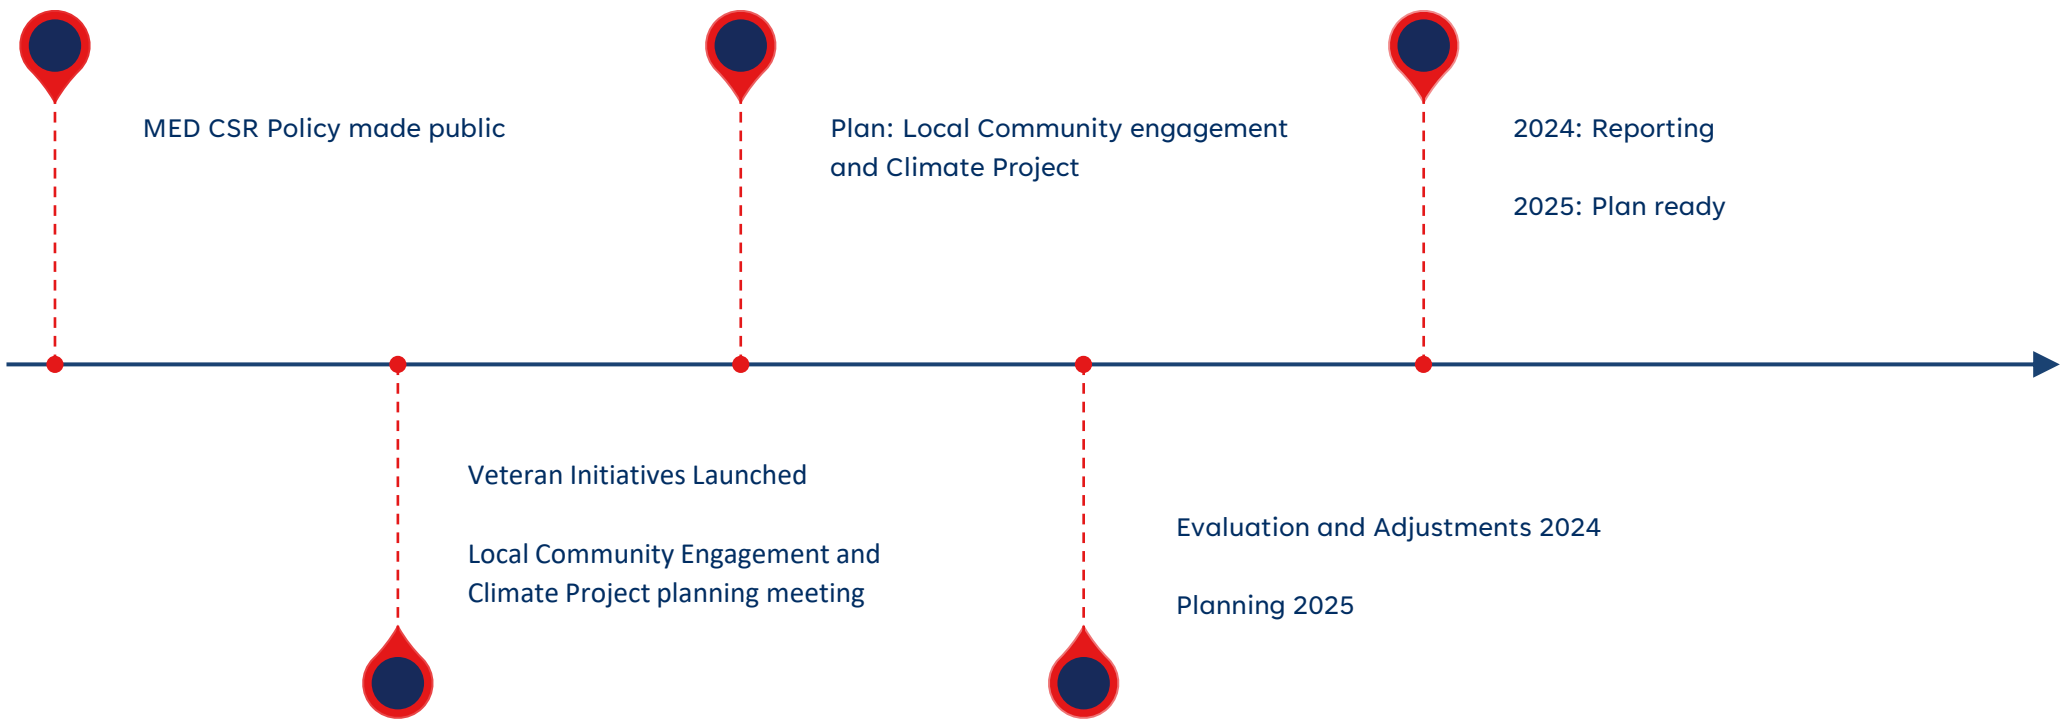 MED CSR Policy made public
Plan: Local Community engagement
and Climate Project
2024: Reporting
2025: Plan ready
Veteran Initiatives Launched
Local Community Engagement and
Climate Project planning meeting
Evaluation and Adjustments 2024
Planning 2025